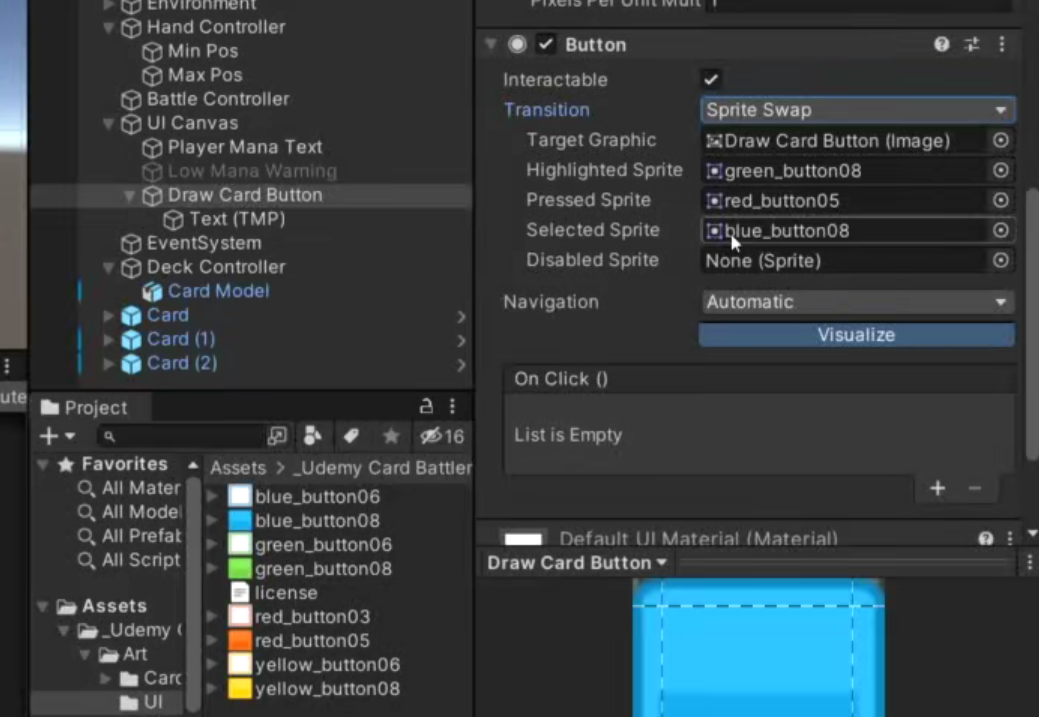 Environment
Hand Controller
Min Pos
Max Pos
Battle Controller
UI Canvas
Player Mana Text
Low Mana Warning
Draw Card Button
Text (TMP)
EventSystem
Deck Controller
Card Model
Card
Card (1)
Card (2)
ute
Project
16
Favorites
All Mater
All Model
All Prefab
All Script
Assets
_Udemy
Art
Card
UI
Assets > _Udemy Card Battler
blue_button06
blue_button08
green_button06
green_button08
license
red_button03
red_button05
yellow_button06
yellow_button08
Pixels Per Unit Mult 1
Button
Interactable
Transition Sprite Swap
Target Graphic Draw Card Button (Image)
Highlighted Sprite green_button08
Pressed Sprite red_button05
Selected Sprite blue_button08
Disabled Sprite None (Sprite)
Navigation Automatic
Visualize
On Click ()
List is Empty
+ −
Default UI Material (Material)
Draw Card Button